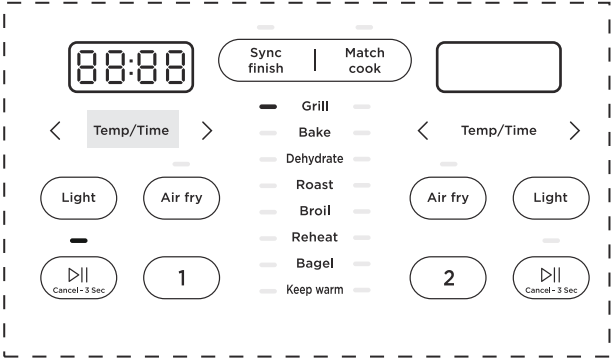 88:88
Sync finish | Match cook
< Temp/Time >
Grill
Bake
Dehydrate
Roast
Broil
Reheat
Bagel
Keep warm
< Temp/Time >
Light
Air fry
Air fry
Light
Cancel - 3 Sec
1
2
Cancel - 3 Sec